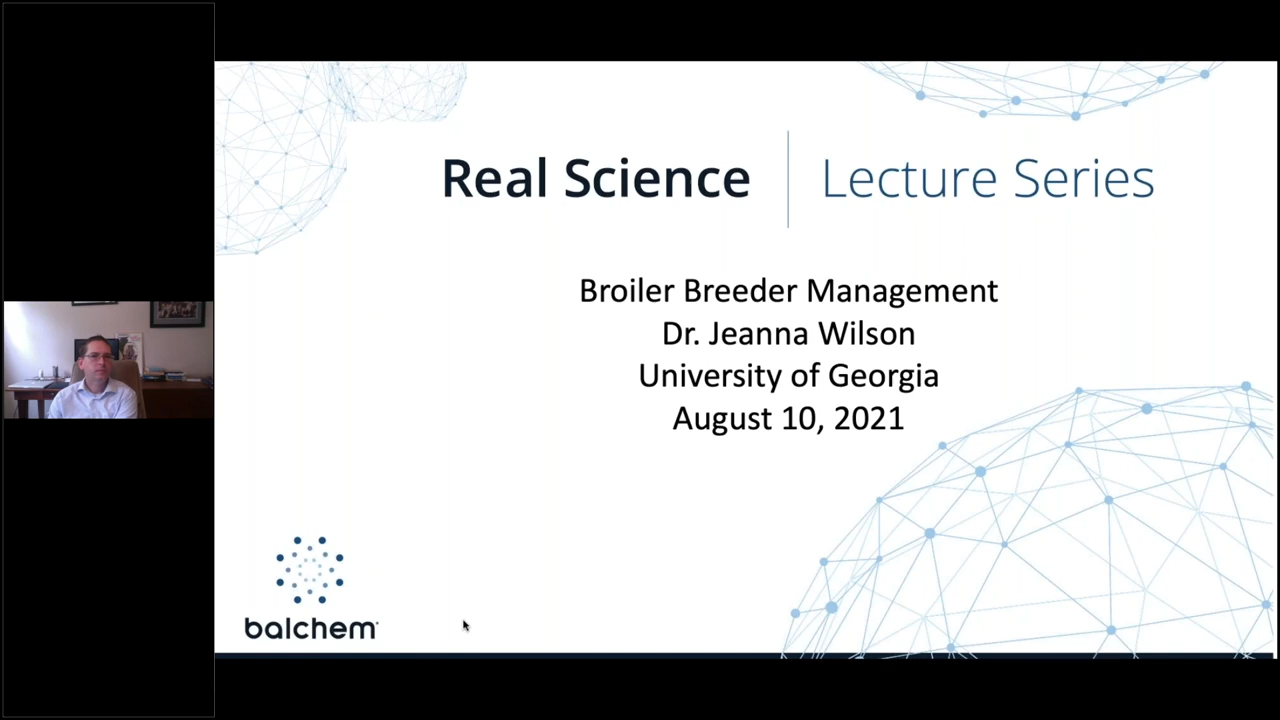 Real Science
Lecture Series
Broiler Breeder Management
Dr. Jeanna Wilson
University of Georgia
August 10, 2021
balchem